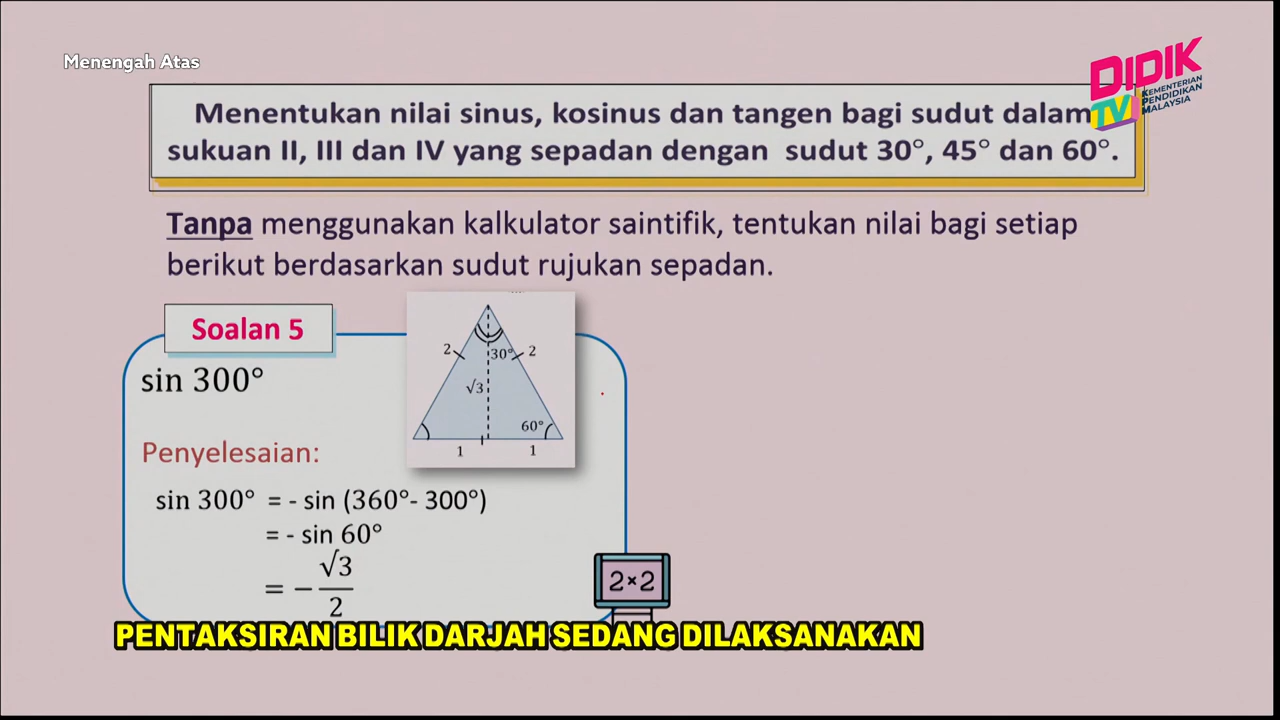 Menengah Atas
DIDIK
TV
KEMENTERIAN
PENDIDIKAN
MALAYSIA
Menentukan nilai sinus, kosinus dan tangen bagi sudut dalam
sukuan II, III dan IV yang sepadan dengan sudut 30°, 45° dan 60°.
Tanpa menggunakan kalkulator saintifik, tentukan nilai bagi setiap
berikut berdasarkan sudut rujukan sepadan.
Soalan 5
sin 300°
2
30°
2
√3
60°
1
1
Penyelesaian:
sin 300° = - sin (360°- 300°)
= - sin 60°
= − √3/2
2×2
PENTAKSIRAN BILIK DARJAH SEDANG DILAKSANAKAN